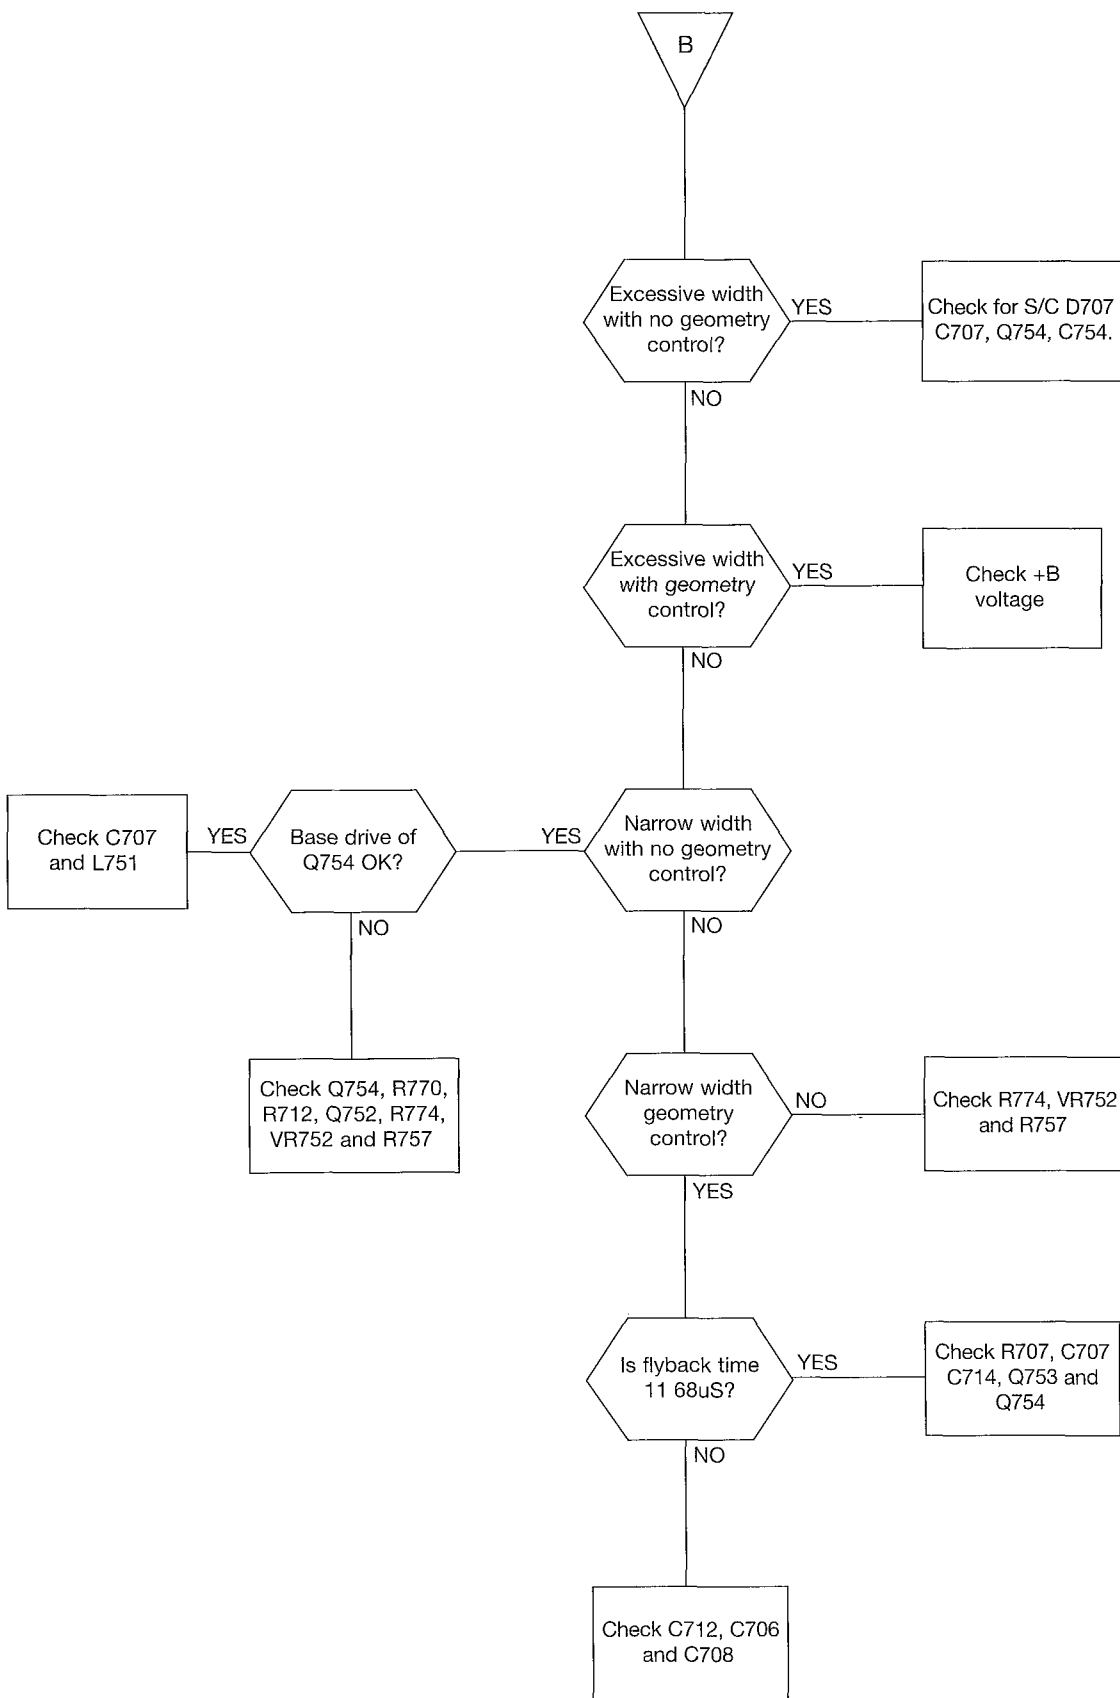 B
Excessive width
with no geometry
control?
YES
Check for S/C D707
C707, Q754, C754.
NO
Excessive width
with geometry
control?
YES
Check +B
voltage
NO
Check C707
and L751
YES
Base drive of
Q754 OK?
YES
Narrow width
with no geometry
control?
NO
NO
Check Q754, R770,
R712, Q752, R774,
VR752 and R757
Narrow width
geometry
control?
NO
Check R774, VR752
and R757
YES
Is flyback time
11 68uS?
YES
Check R707, C707
C714, Q753 and
Q754
NO
Check C712, C706
and C708